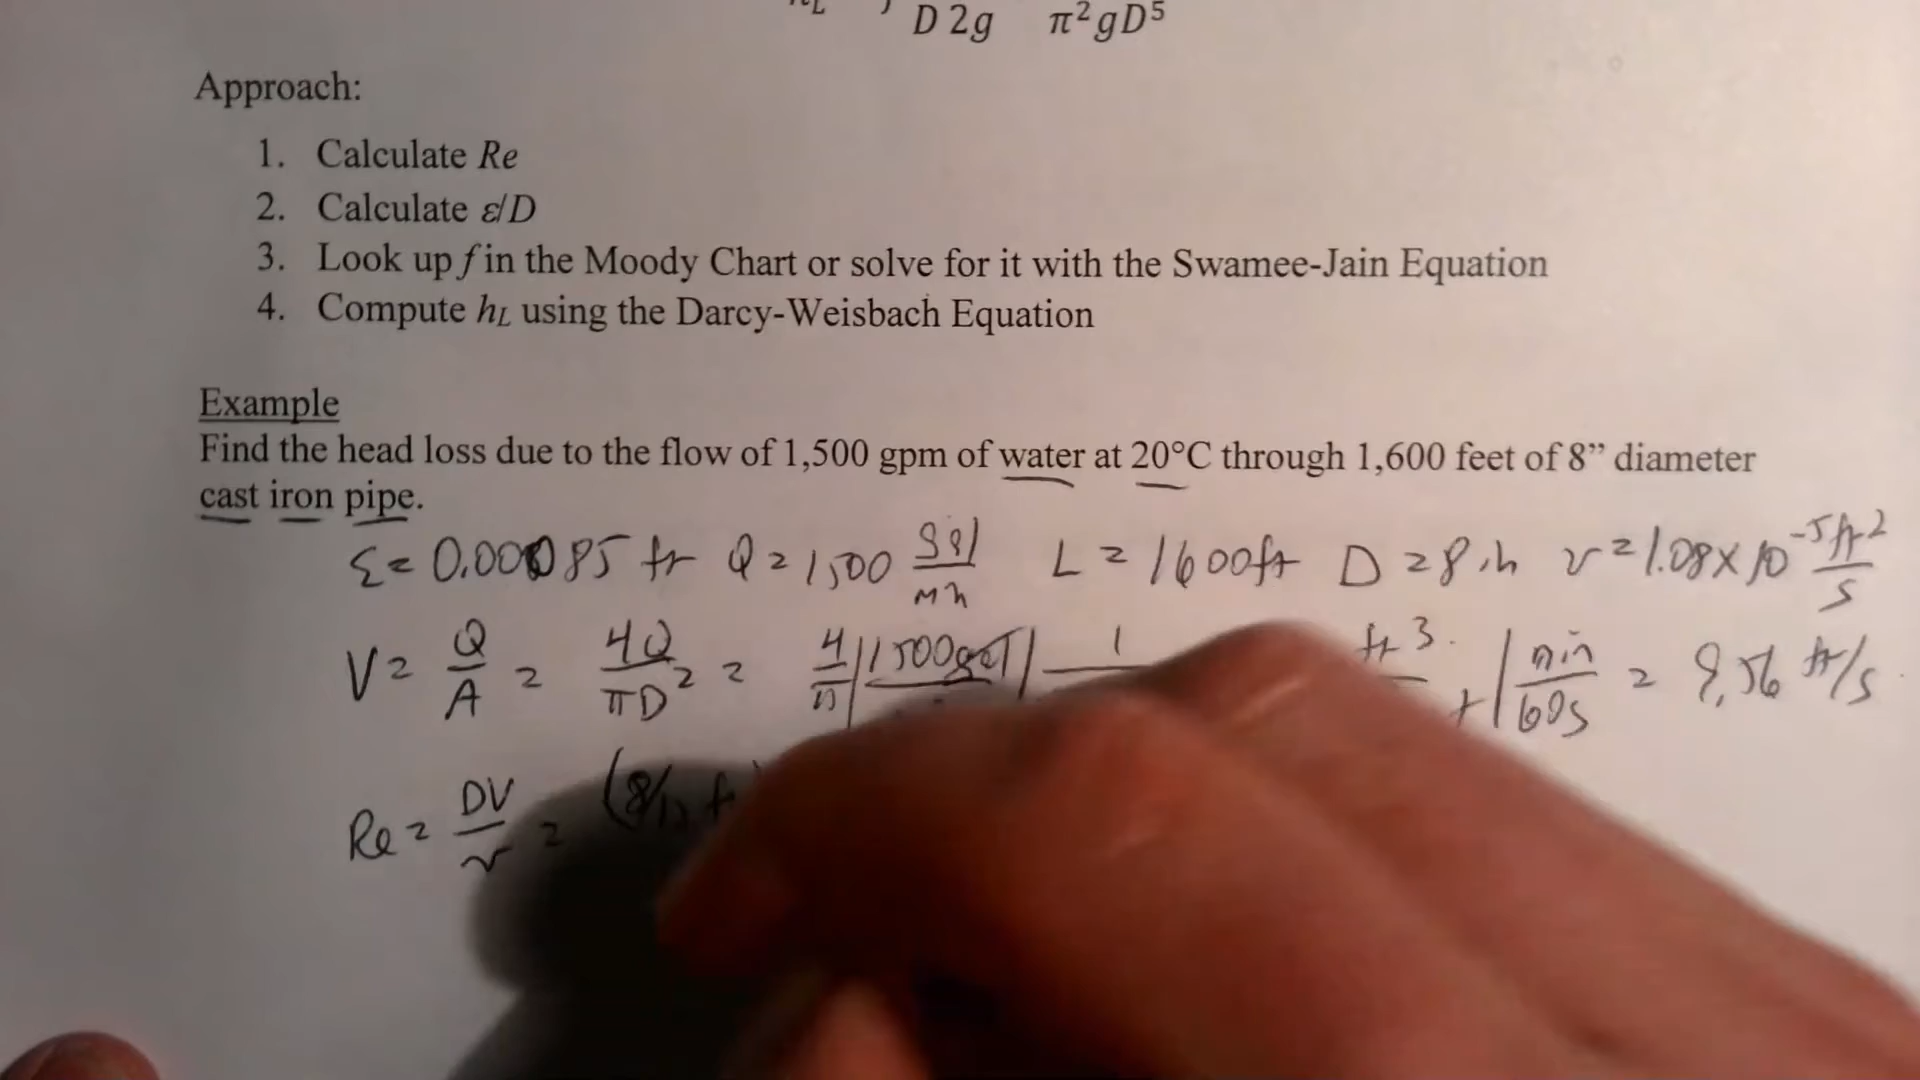 D 2g π²gD⁵
Approach:
1. Calculate Re
2. Calculate ε/D
3. Look up f in the Moody Chart or solve for it with the Swamee-Jain Equation
4. Compute hL using the Darcy-Weisbach Equation
Example
Find the head loss due to the flow of 1,500 gpm of water at 20°C through 1,600 feet of 8” diameter
cast iron pipe.
ε = 0.00085 ft Q = 1,500 gal/min L = 1600ft D = 8 in ν = 1.08 x 10⁻⁵ ft²/s
V = Q/A = 4Q/πD² = 4/π | 1500 gal | 1 ft³ | min/60s = 9.56 ft/s
Re = DV/ν = (8/12 ft